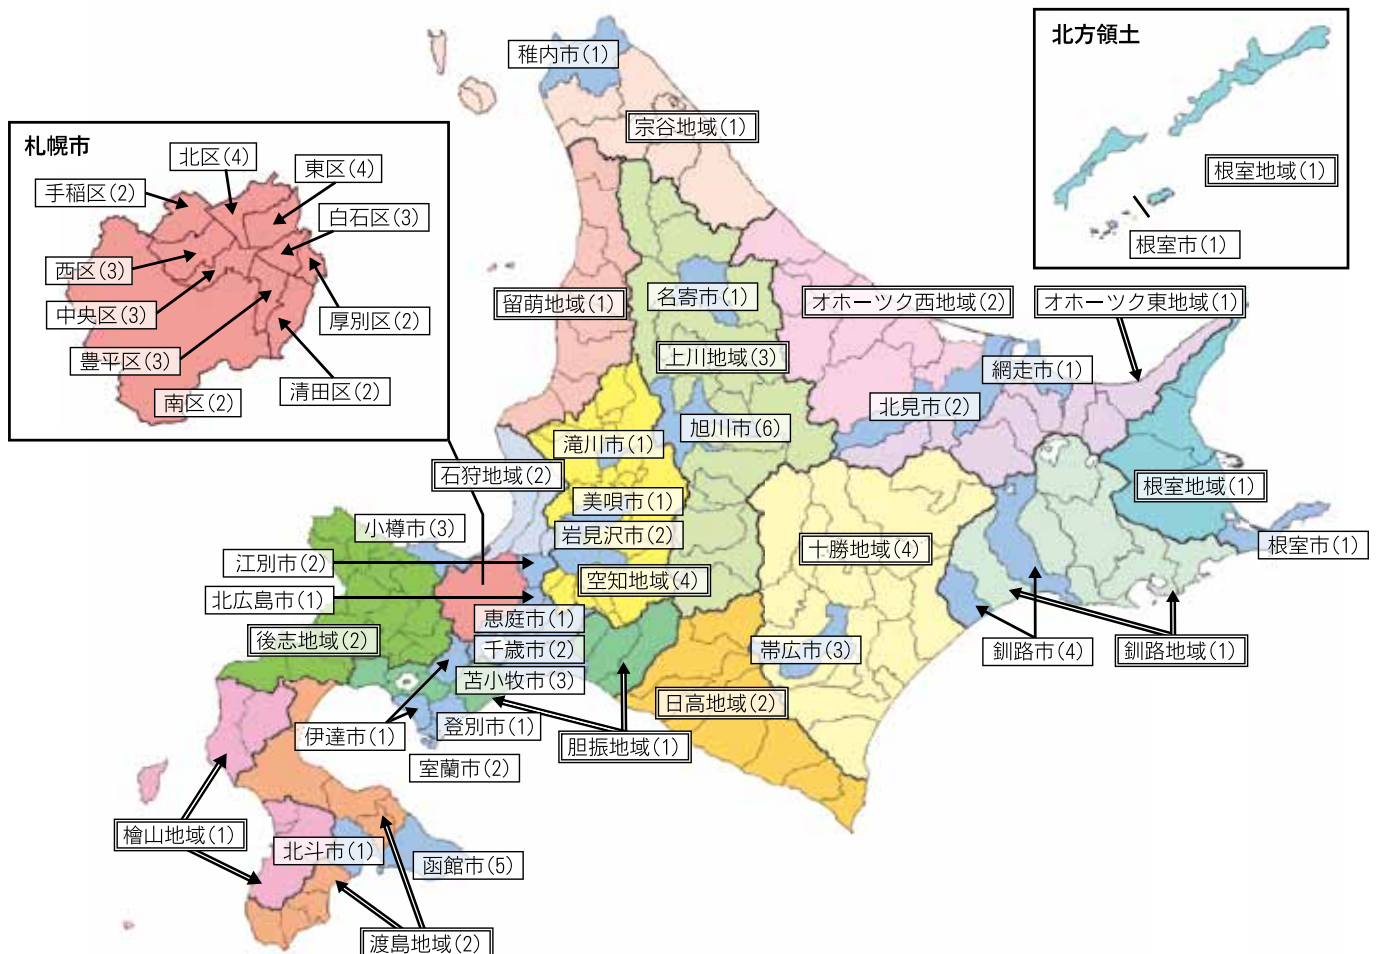 稚内市(1)
宗谷地域(1)
北方領土
根室地域(1)
根室市(1)
札幌市
北区(4)
東区(4)
手稲区(2)
白石区(3)
西区(3)
中央区(3)
厚別区(2)
豊平区(3)
清田区(2)
南区(2)
留萌地域(1)
名寄市(1)
オホーツク西地域(2)
オホーツク東地域(1)
上川地域(3)
網走市(1)
北見市(2)
旭川市(6)
滝川市(1)
石狩地域(2)
美唄市(1)
根室地域(1)
小樽市(3)
岩見沢市(2)
十勝地域(4)
根室市(1)
江別市(2)
空知地域(4)
北広島市(1)
恵庭市(1)
後志地域(2)
千歳市(2)
帯広市(3)
釧路市(4)
釧路地域(1)
苫小牧市(3)
日高地域(2)
伊達市(1)
登別市(1)
胆振地域(1)
室蘭市(2)
檜山地域(1)
北斗市(1)
函館市(5)
渡島地域(2)